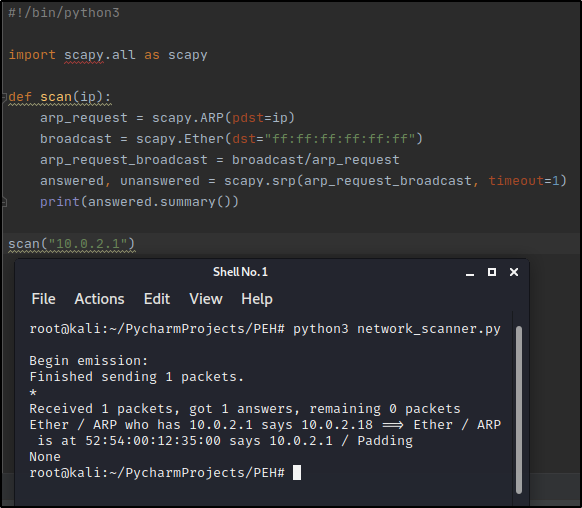 #!/bin/python3
import scapy.all as scapy
def scan(ip):
    arp_request = scapy.ARP(pdst=ip)
    broadcast = scapy.Ether(dst="ff:ff:ff:ff:ff:ff")
    arp_request_broadcast = broadcast/arp_request
    answered, unanswered = scapy.srp(arp_request_broadcast, timeout=1)
    print(answered.summary())
scan("10.0.2.1")
Shell No.1
File Actions Edit View Help
root@kali:~/PycharmProjects/PEH# python3 network_scanner.py
Begin emission:
Finished sending 1 packets.
*
Received 1 packets, got 1 answers, remaining 0 packets
Ether / ARP who has 10.0.2.1 says 10.0.2.18 ==> Ether / ARP
 is at 52:54:00:12:35:00 says 10.0.2.1 / Padding
None
root@kali:~/PycharmProjects/PEH#